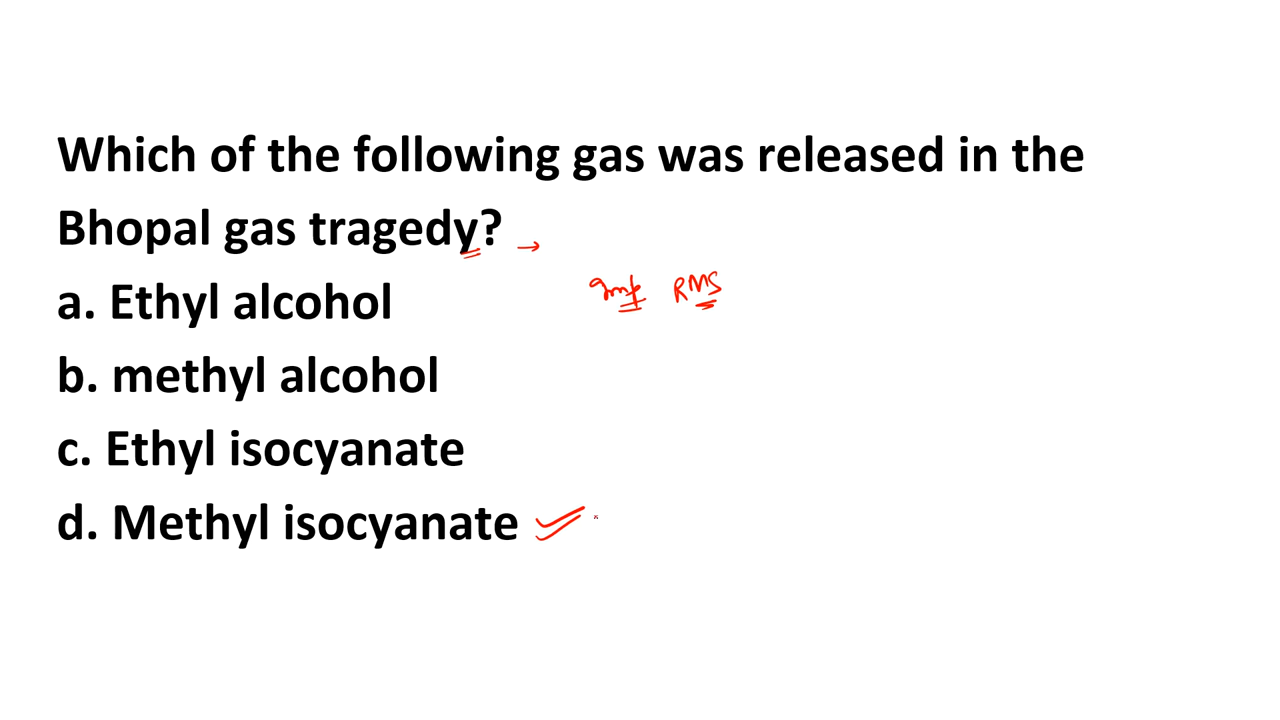 Which of the following gas was released in the
Bhopal gas tragedy?
a. Ethyl alcohol
Imp RMS
b. methyl alcohol
c. Ethyl isocyanate
d. Methyl isocyanate